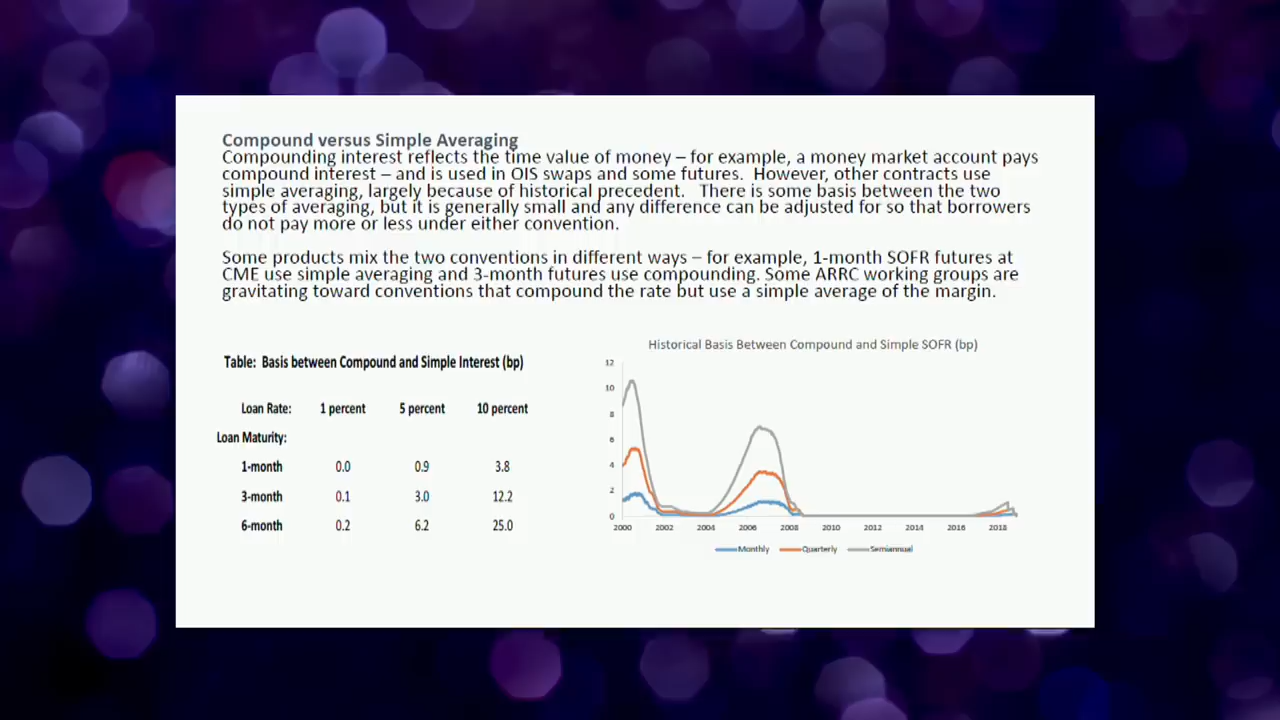 Compound versus Simple Averaging
Compounding interest reflects the time value of money – for example, a money market account pays
compound interest – and is used in OIS swaps and some futures. However, other contracts use
simple averaging, largely because of historical precedent. There is some basis between the two
types of averaging, but it is generally small and any difference can be adjusted for so that borrowers
do not pay more or less under either convention.
Some products mix the two conventions in different ways – for example, 1-month SOFR futures at
CME use simple averaging and 3-month futures use compounding. Some ARRC working groups are
gravitating toward conventions that compound the rate but use a simple average of the margin.
Table: Basis between Compound and Simple Interest (bp)
Loan Rate: 1 percent 5 percent 10 percent
Loan Maturity:
1-month 0.0 0.9 3.8
3-month 0.1 3.0 12.2
6-month 0.2 6.2 25.0
Historical Basis Between Compound and Simple SOFR (bp)
12
10
8
6
4
2
0
2000 2002 2004 2006 2008 2010 2012 2014 2016 2018
Monthly Quarterly Semiannual